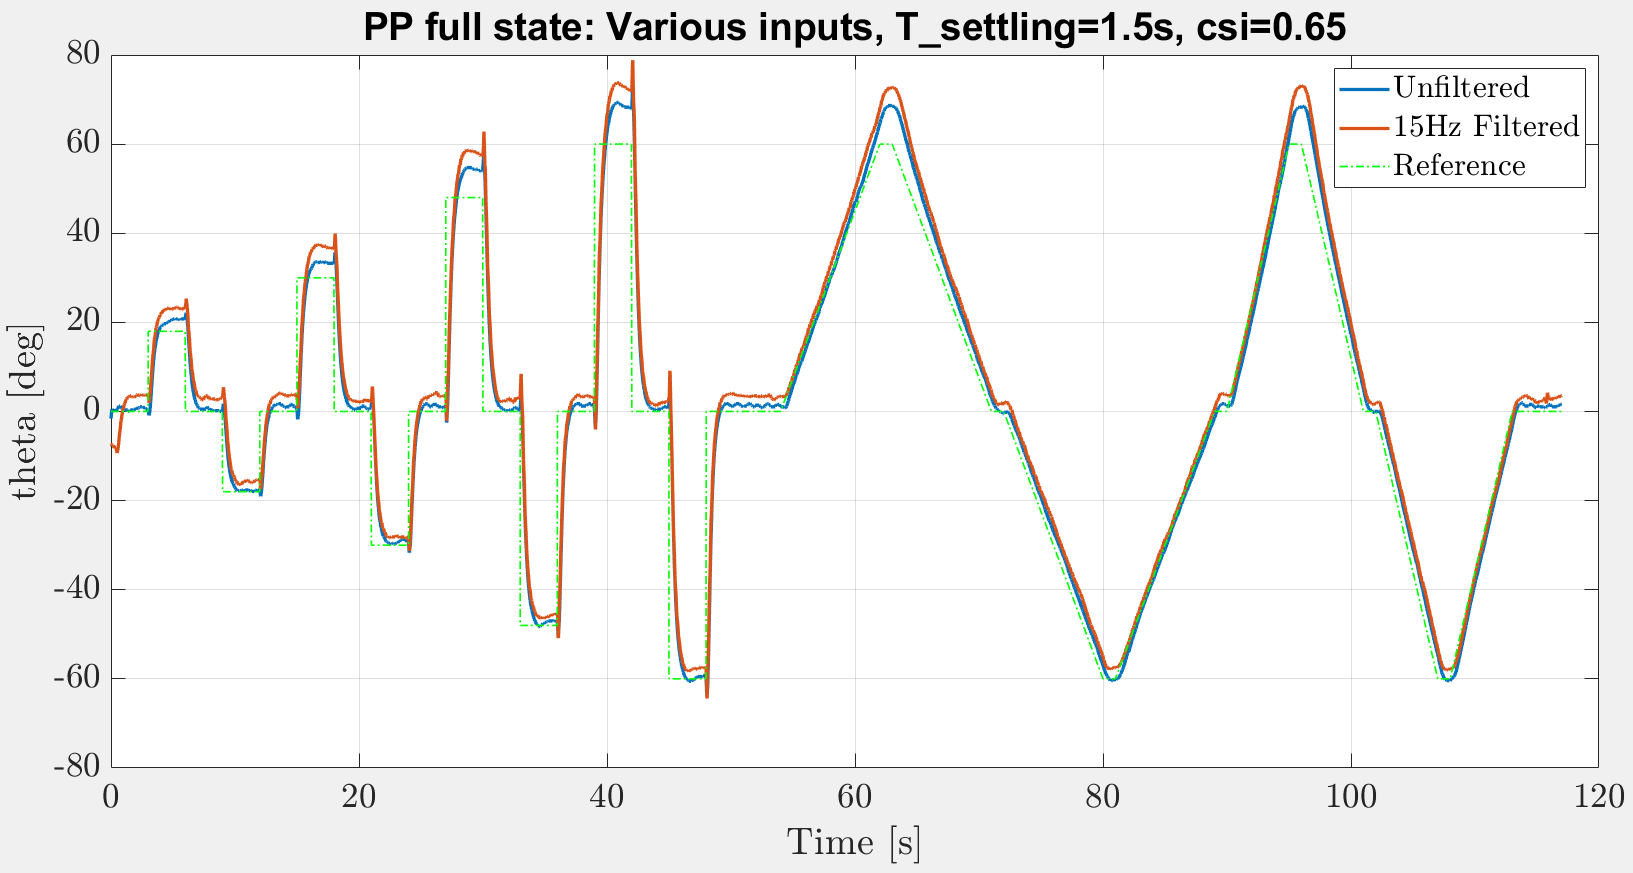 PP full state: Various inputs, T_settling=1.5s, csi=0.65
80
60
40
20
0
-20
-40
-60
-80
theta [deg]
0 20 40 60 80 100 120
Time [s]
Unfiltered
15Hz Filtered
Reference